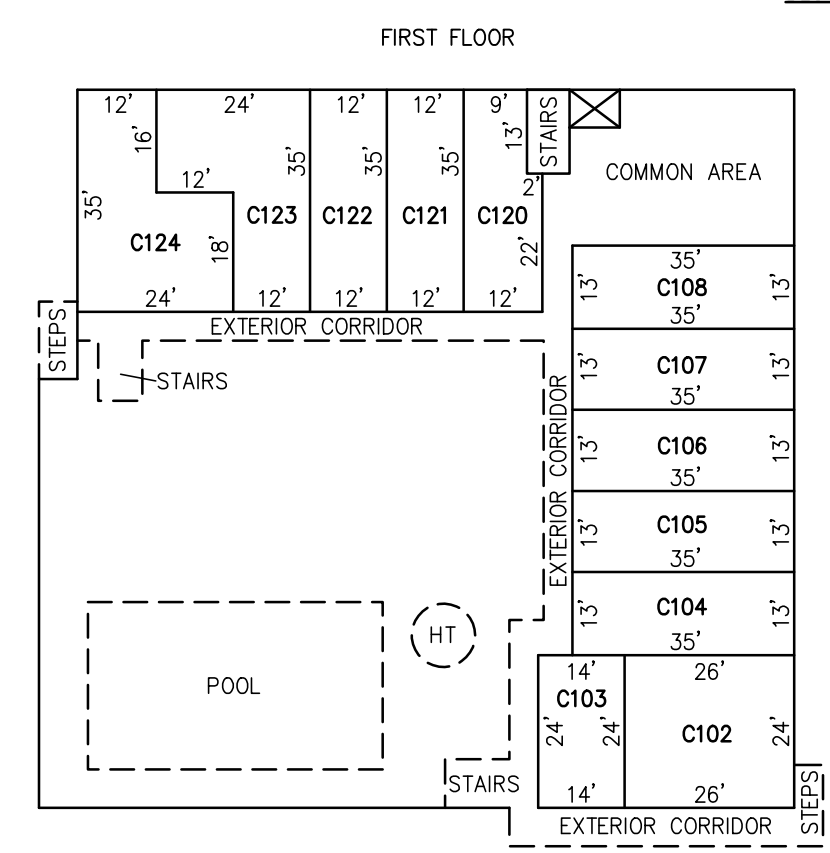 FIRST FLOOR
12' 24' 12' 12' 9'
16' 13' STAIRS
35' 35' 35' 35'
COMMON AREA
12' 2'
C124 C123 C122 C121 C120
18' 22'
24' 12' 12' 12' 12'
EXTERIOR CORRIDOR
STEPS
STAIRS
35'
13' C108 13'
35'
13' C107 13'
35'
13' C106 13'
35'
13' C105 13'
35'
13' C104 13'
35'
EXTERIOR CORRIDOR
HT
POOL
14' 26'
C103
24' 24' C102 24'
14' 26'
STAIRS
STEPS
EXTERIOR CORRIDOR